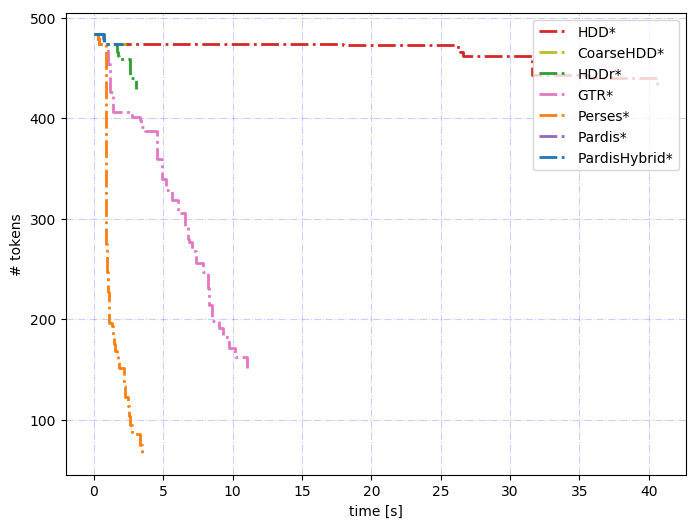 500
400
300
200
100
# tokens
0
5
10
15
20
25
30
35
40
time [s]
HDD*
CoarseHDD*
HDDr*
GTR*
Perses*
Pardis*
PardisHybrid*